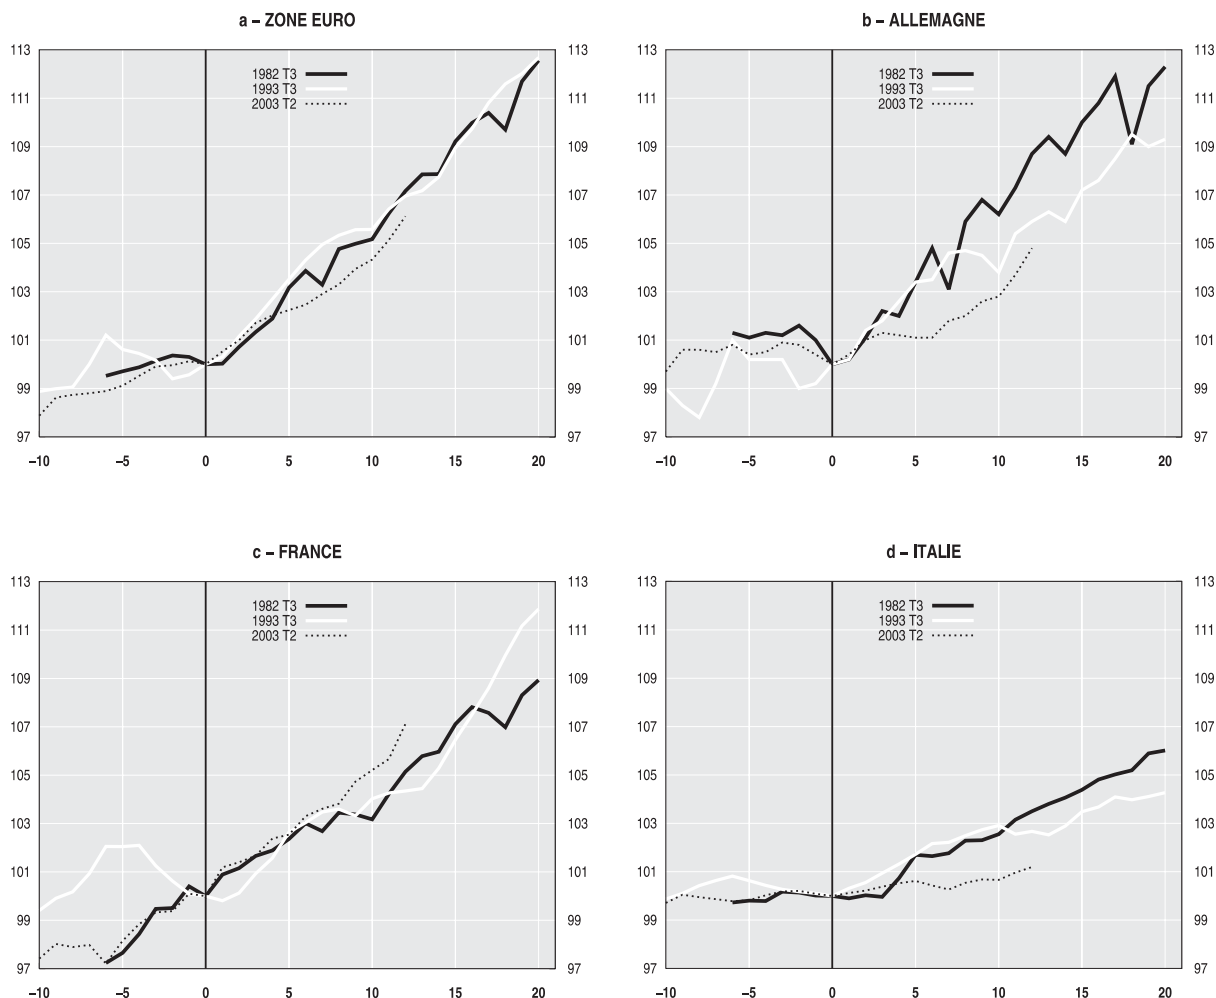 a – ZONE EURO
113 113
1982 T3
1993 T3
2003 T2
111 111
109 109
107 107
105 105
103 103
101 101
99 99
97 97
–10 –5 0 5 10 15 20
b – ALLEMAGNE
113 113
1982 T3
1993 T3
2003 T2
111 111
109 109
107 107
105 105
103 103
101 101
99 99
97 97
–10 –5 0 5 10 15 20
c – FRANCE
113 113
1982 T3
1993 T3
2003 T2
111 111
109 109
107 107
105 105
103 103
101 101
99 99
97 97
–10 –5 0 5 10 15 20
d – ITALIE
113 113
1982 T3
1993 T3
2003 T2
111 111
109 109
107 107
105 105
103 103
101 101
99 99
97 97
–10 –5 0 5 10 15 20